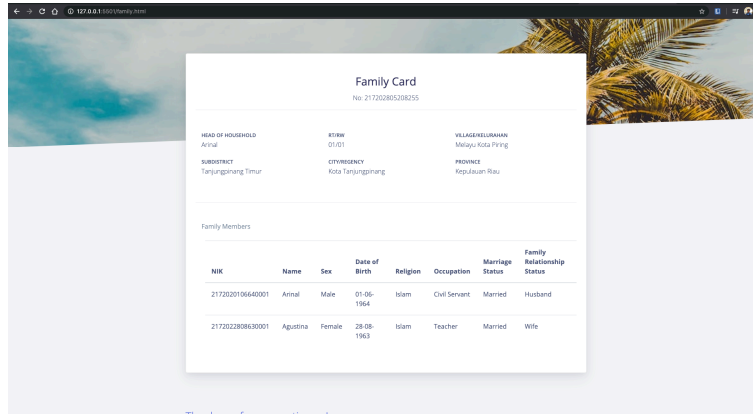 127.0.0.1:5501/family.html
Family Card
No: 217202805208255
HEAD OF HOUSEHOLD RT/RW VILLAGE/KELURAHAN
Arinal 01/01 Melayu Kota Piring
SUBDISTRICT CITY/REGENCY PROVINCE
Tanjungpinang Timur Kota Tanjungpinang Kepulauan Riau
Family Members
Family
Date of Marriage Relationship
NIK Name Sex Birth Religion Occupation Status Status
2172020106640001 Arinal Male 01-06- Islam Civil Servant Married Husband
1964
2172022808630001 Agustina Female 28-08- Islam Teacher Married Wife
1963